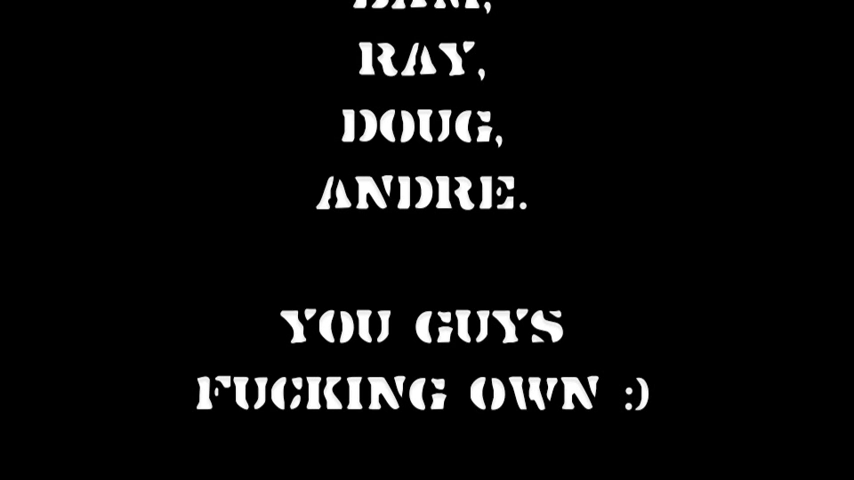 RAY,
DOUG,
ANDRE.
YOU GUYS
FUCKING OWN :)